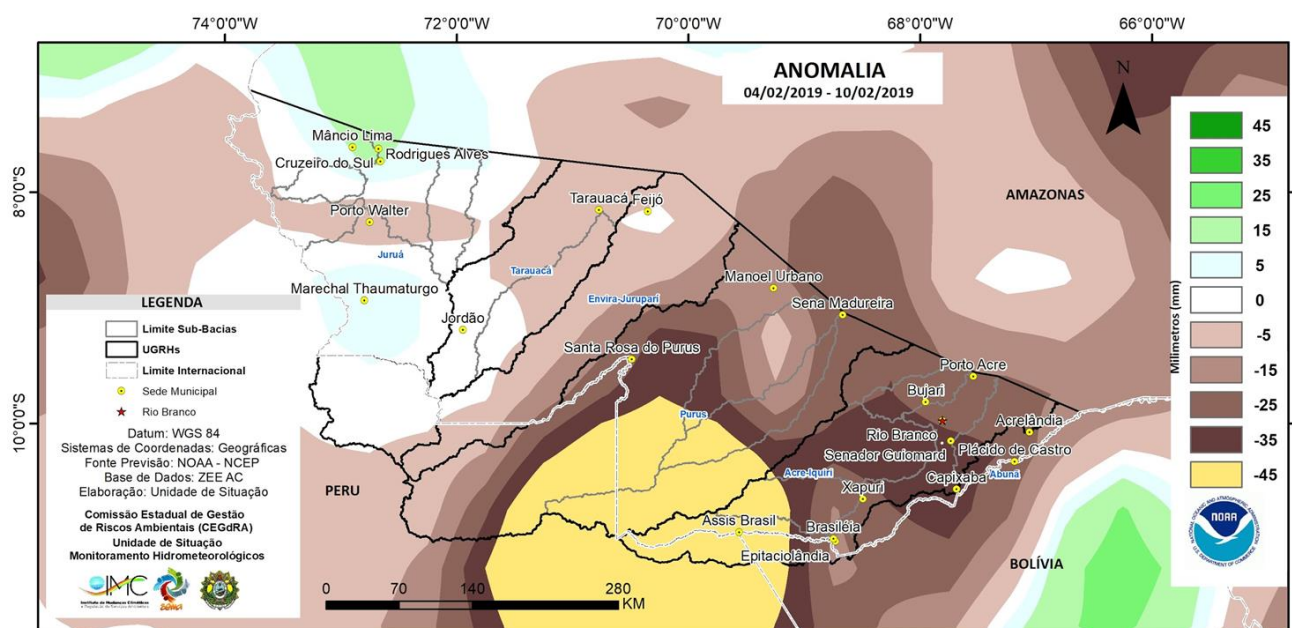 74°0'0"W
72°0'0"W
70°0'0"W
68°0'0"W
66°0'0"W
ANOMALIA
04/02/2019 - 10/02/2019
N
Mâncio Lima
Rodrigues Alves
Cruzeiro do Sul
8°0'0"S
Porto Walter
Juruá
Tarauacá
Feijó
AMAZONAS
Tarauacá
Manoel Urbano
Envira-Jurupari
Sena Madureira
Marechal Thaumaturgo
Jordão
Santa Rosa do Purus
Porto Acre
Bujari
Purus
Rio Branco
Acrelândia
10°0'0"S
Senador Guiomard
Plácido de Castro
Acre-Iquiri
Abunã
Capixaba
Xapuri
PERU
Assis Brasil
Brasiléia
Epitaciolândia
BOLÍVIA
LEGENDA
Limite Sub-Bacias
UGRHs
Limite Internacional
Sede Municipal
Rio Branco
Datum: WGS 84
Sistemas de Coordenadas: Geográficas
Fonte Previsão: NOAA - NCEP
Base de Dados: ZEE AC
Elaboração: Unidade de Situação
Comissão Estadual de Gestão
de Riscos Ambientais (CEGdRA)
Unidade de Situação
Monitoramento Hidrometeorológicos
IMC
0
70
140
280
KM
Milímetros (mm)
45
35
25
15
5
0
-5
-15
-25
-35
-45
NOAA